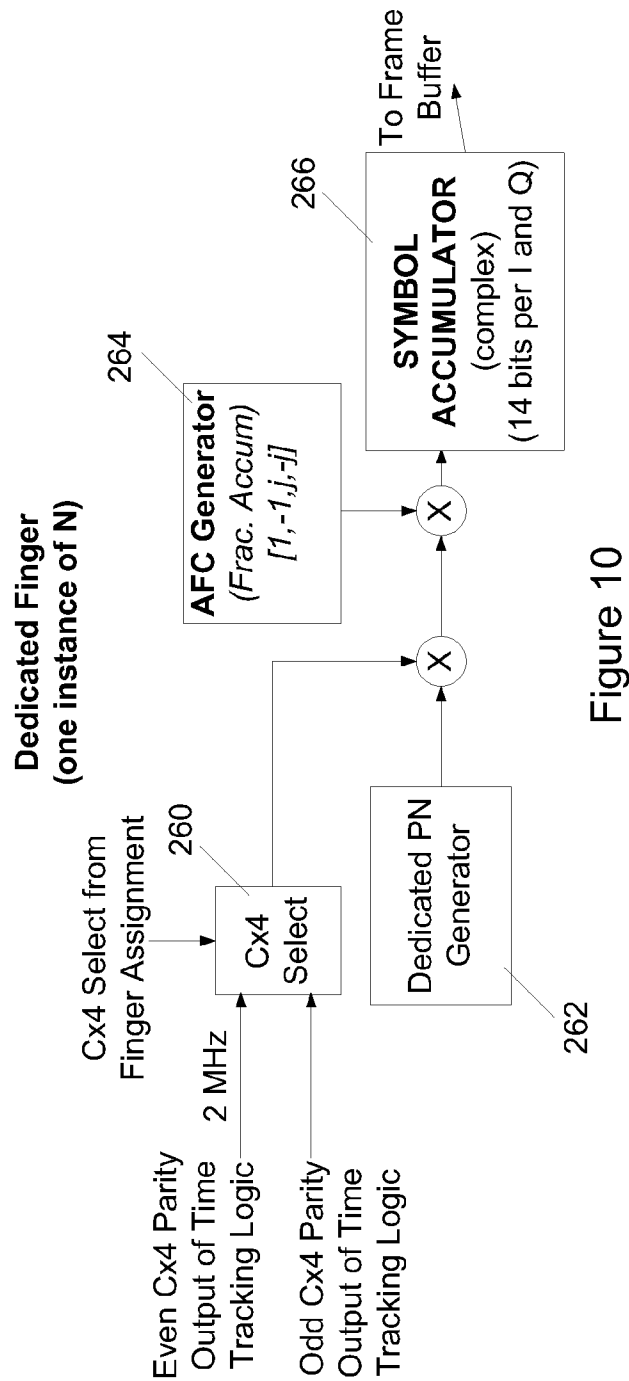 Dedicated Finger
(one instance of N)
Cx4 Select from
Finger Assignment
260
264
266
Even Cx4 Parity
Output of Time
Tracking Logic
2 MHz
Cx4
Select
AFC Generator
(Frac. Accum)
[1,-1,j,-j]
To Frame
Buffer
Odd Cx4 Parity
Output of Time
Tracking Logic
X
X
SYMBOL
ACCUMULATOR
(complex)
(14 bits per I and Q)
Dedicated PN
Generator
262
Figure 10